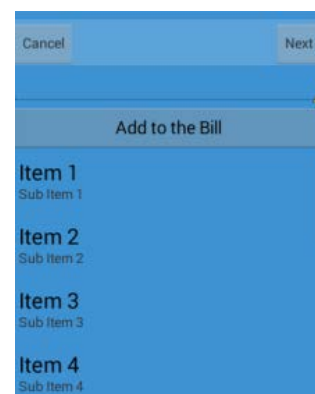 Cancel Next
Add to the Bill
Item 1
Sub Item 1
Item 2
Sub Item 2
Item 3
Sub Item 3
Item 4
Sub Item 4